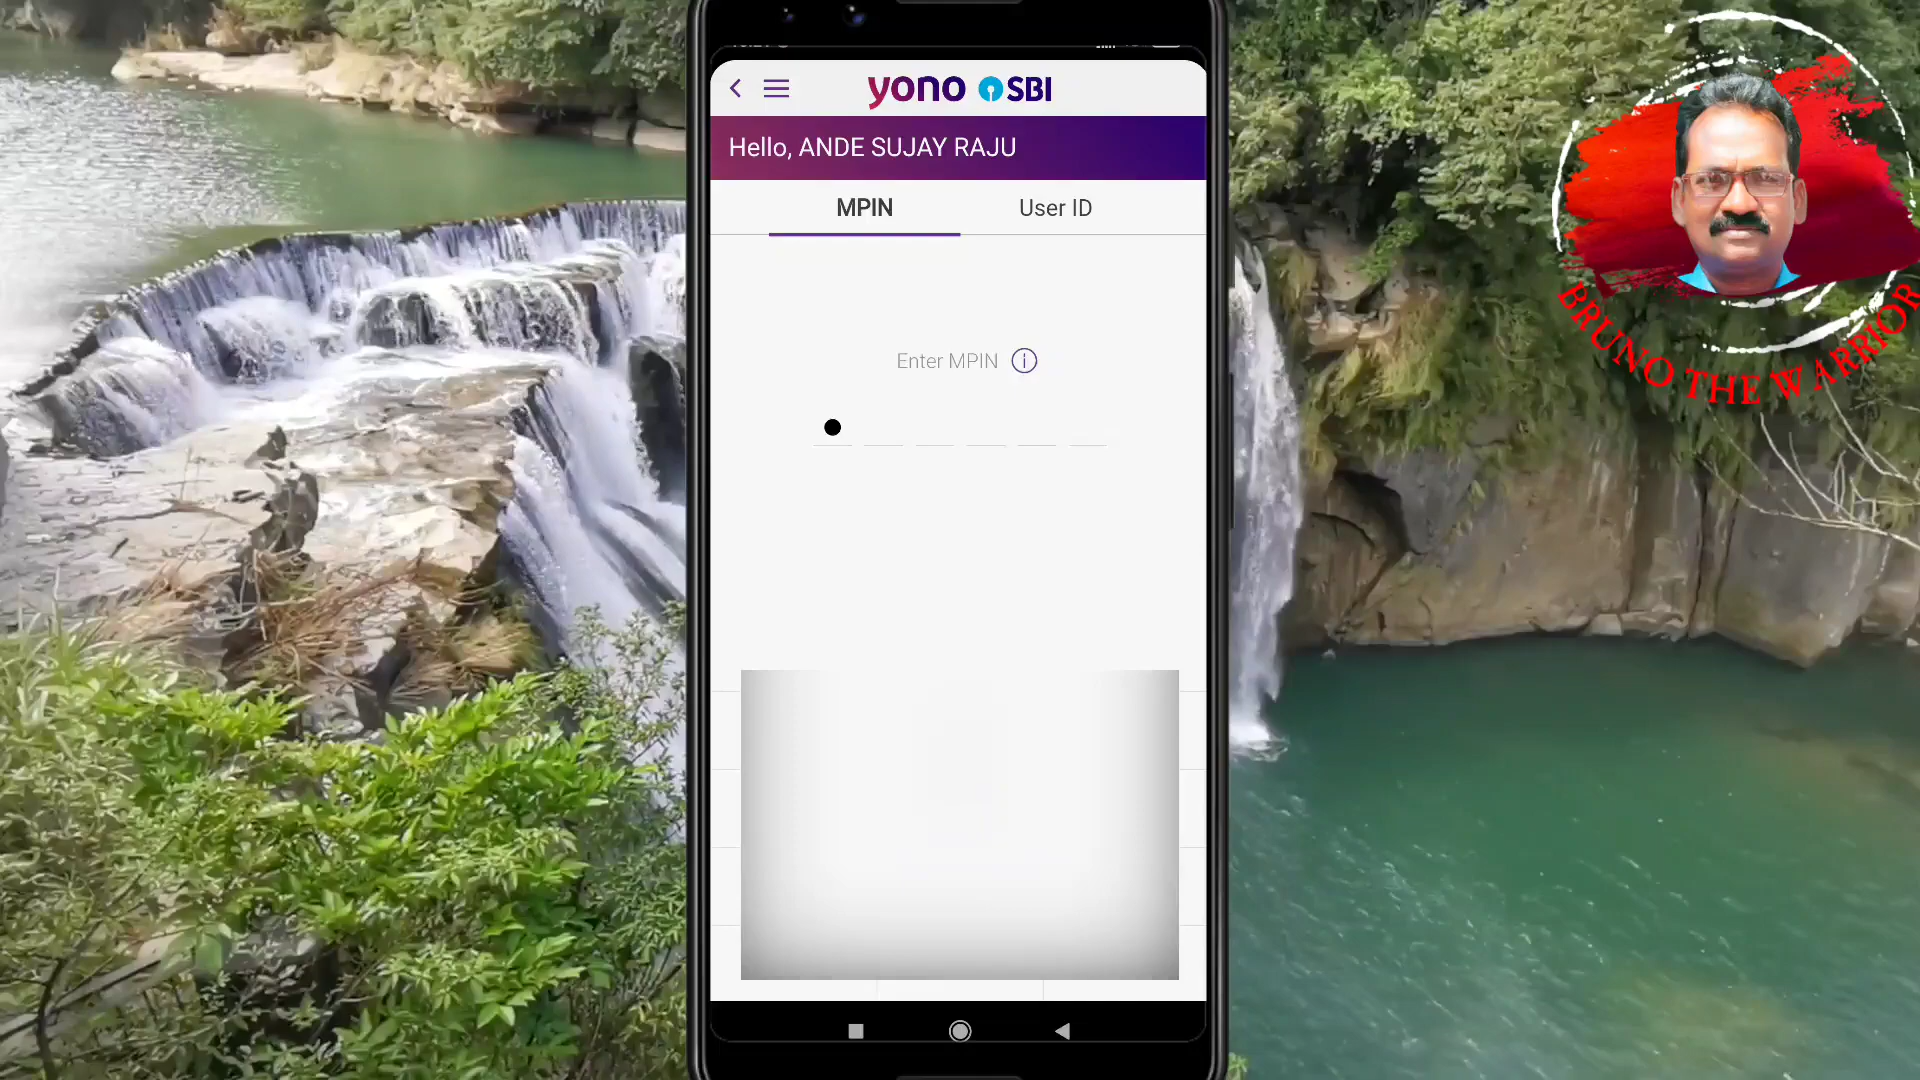 yono SBI
Hello, ANDE SUJAY RAJU
MPIN
User ID
Enter MPIN
BRUNO THE WARRIOR